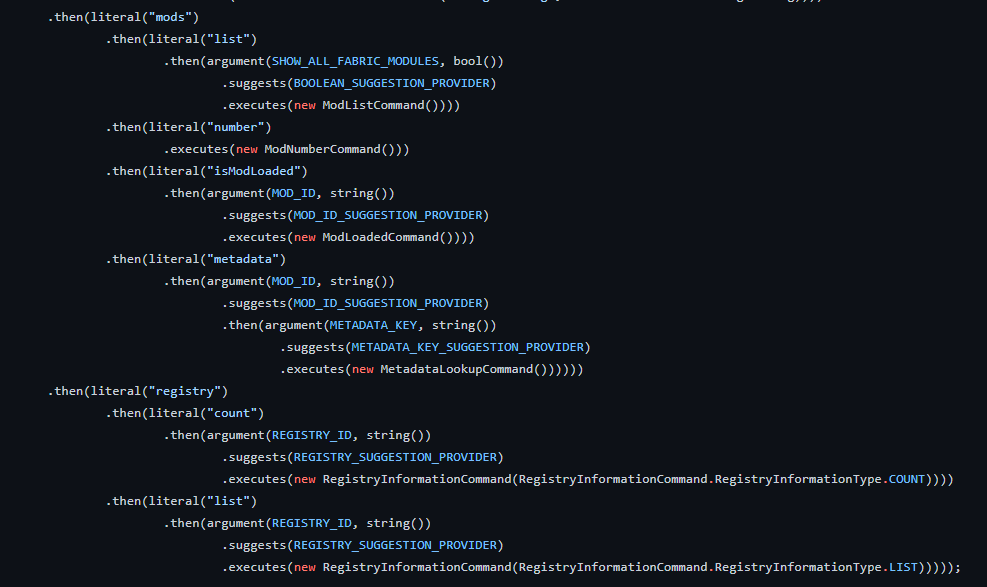 .then(literal("mods")
.then(literal("list")
.then(argument(SHOW_ALL_FABRIC_MODULES, bool())
.suggests(BOOLEAN_SUGGESTION_PROVIDER)
.executes(new ModListCommand())))
.then(literal("number")
.executes(new ModNumberCommand()))
.then(literal("isModLoaded")
.then(argument(MOD_ID, string())
.suggests(MOD_ID_SUGGESTION_PROVIDER)
.executes(new ModLoadedCommand())))
.then(literal("metadata")
.then(argument(MOD_ID, string())
.suggests(MOD_ID_SUGGESTION_PROVIDER)
.then(argument(METADATA_KEY, string())
.suggests(METADATA_KEY_SUGGESTION_PROVIDER)
.executes(new MetadataLookupCommand())))))
.then(literal("registry")
.then(literal("count")
.then(argument(REGISTRY_ID, string())
.suggests(REGISTRY_SUGGESTION_PROVIDER)
.executes(new RegistryInformationCommand(RegistryInformationCommand.RegistryInformationType.COUNT))))
.then(literal("list")
.then(argument(REGISTRY_ID, string())
.suggests(REGISTRY_SUGGESTION_PROVIDER)
.executes(new RegistryInformationCommand(RegistryInformationCommand.RegistryInformationType.LIST)))));